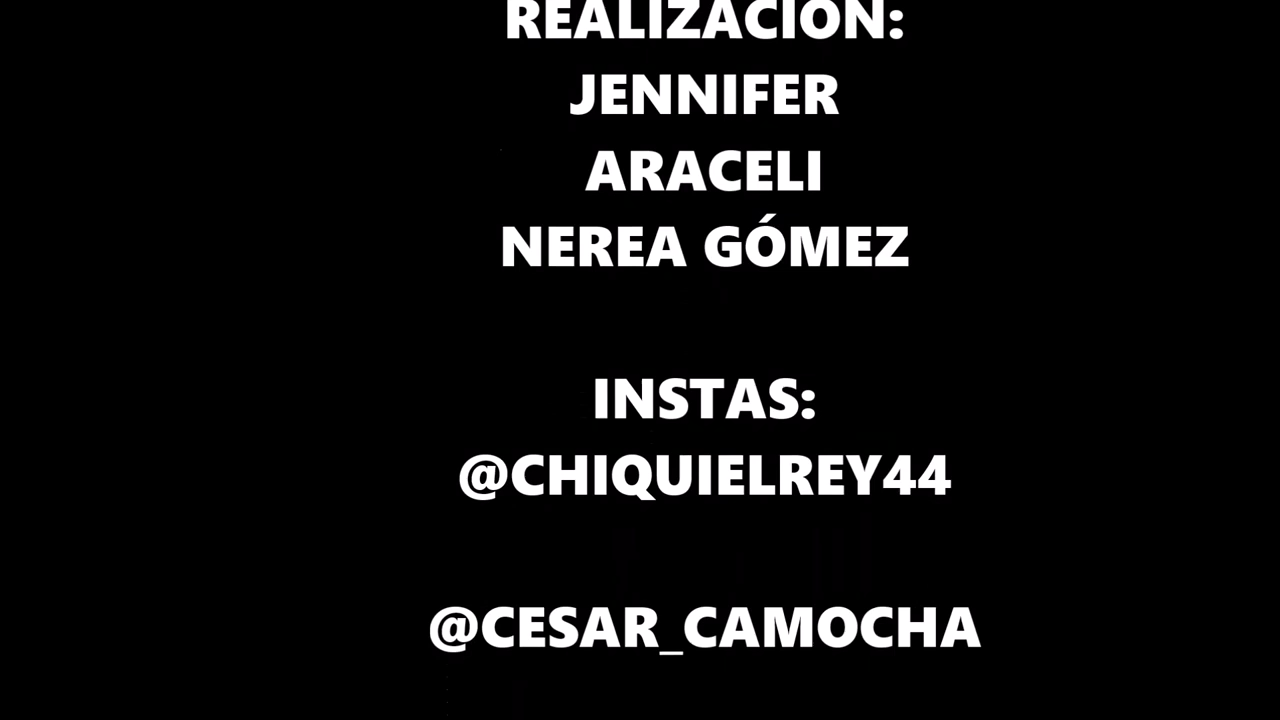 REALIZACIÓN:
JENNIFER
ARACELI
NEREA GÓMEZ
INSTAS:
@CHIQUIELREY44
@CESAR_CAMOCHA